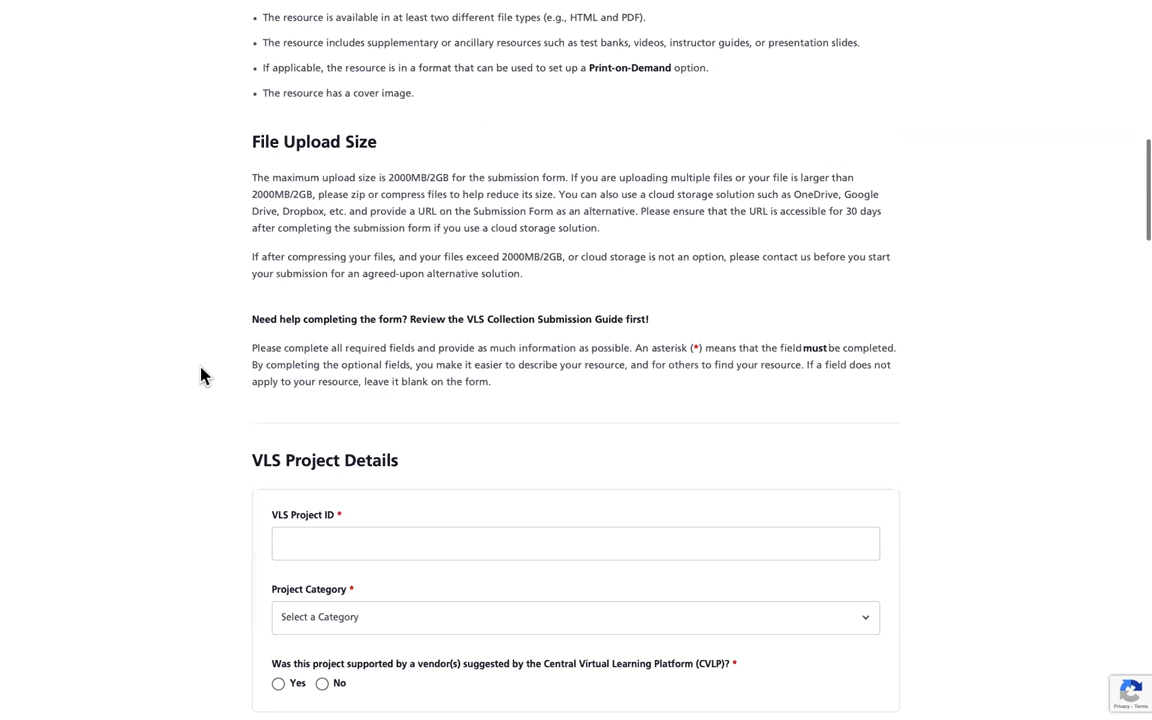 • The resource is available in at least two different file types (e.g., HTML and PDF).
• The resource includes supplementary or ancillary resources such as test banks, videos, instructor guides, or presentation slides.
• If applicable, the resource is in a format that can be used to set up a Print-on-Demand option.
• The resource has a cover image.
File Upload Size
The maximum upload size is 2000MB/2GB for the submission form. If you are uploading multiple files or your file is larger than
2000MB/2GB, please zip or compress files to help reduce its size. You can also use a cloud storage solution such as OneDrive, Google
Drive, Dropbox, etc. and provide a URL on the Submission Form as an alternative. Please ensure that the URL is accessible for 30 days
after completing the submission form if you use a cloud storage solution.
If after compressing your files, and your files exceed 2000MB/2GB, or cloud storage is not an option, please contact us before you start
your submission for an agreed-upon alternative solution.
Need help completing the form? Review the VLS Collection Submission Guide first!
Please complete all required fields and provide as much information as possible. An asterisk (*) means that the field must be completed.
By completing the optional fields, you make it easier to describe your resource, and for others to find your resource. If a field does not
apply to your resource, leave it blank on the form.
VLS Project Details
VLS Project ID *
Project Category *
Select a Category
Was this project supported by a vendor(s) suggested by the Central Virtual Learning Platform (CVLP)? *
Yes No
Privacy - Terms